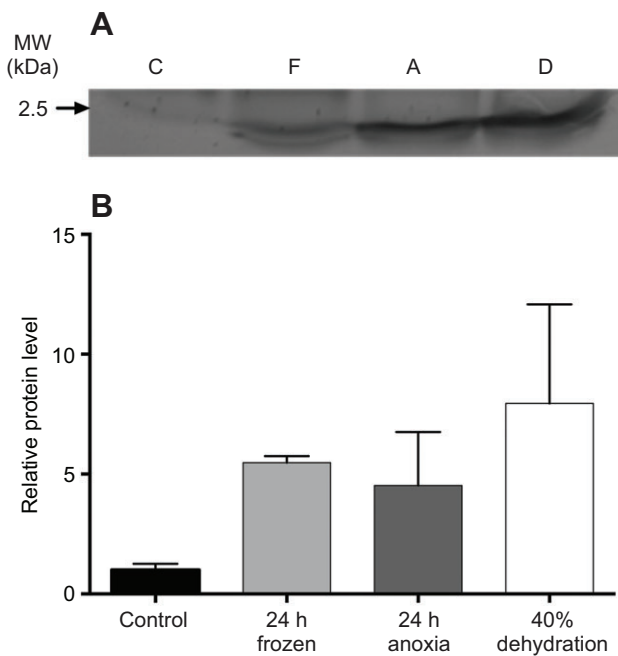 A
MW
(kDa)
C F A D
2.5
B
Relative protein level
15
10
5
0
Control
24 h
frozen
24 h
anoxia
40%
dehydration